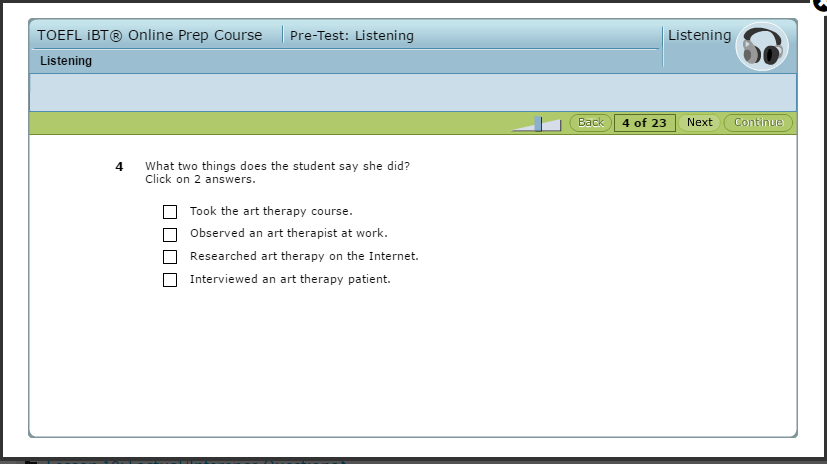 TOEFL iBT® Online Prep Course
Pre-Test: Listening
Listening
Listening
Back
4 of 23
Next
Continue
4 What two things does the student say she did?
Click on 2 answers.
Took the art therapy course.
Observed an art therapist at work.
Researched art therapy on the Internet.
Interviewed an art therapy patient.